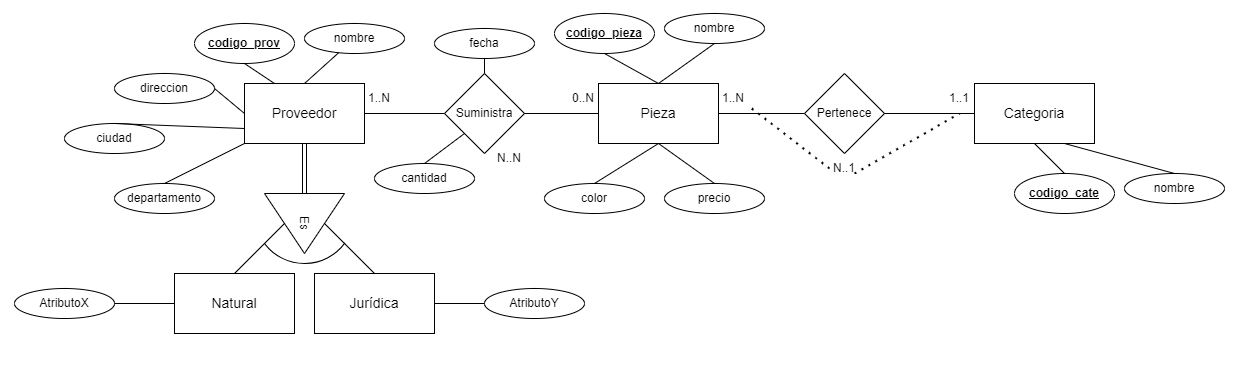 codigo_prov
nombre
fecha
codigo_pieza
nombre
direccion
1..N
0..N
1..N
1..1
Proveedor
Suministra
Pieza
Pertenece
Categoria
ciudad
N..N
N..1
cantidad
departamento
color
precio
codigo_cate
nombre
Es
AtributoX
Natural
Jurídica
AtributoY